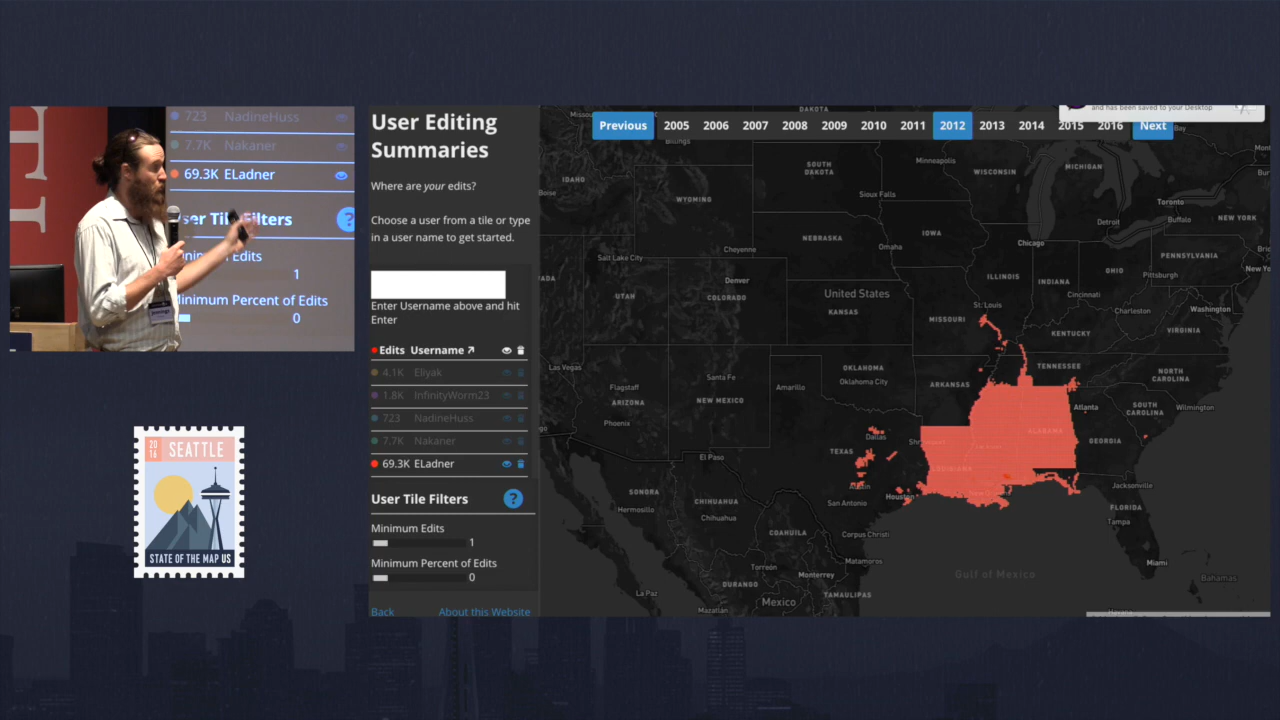 723 NadineHuss
7.7K Nakaner
69.3K ELadner
User Tile Filters
?
Edits
1
Minimum Percent of Edits
0
20
16
SEATTLE
STATE OF THE MAP US
User Editing
Summaries
Where are your edits?
Choose a user from a tile or type
in a user name to get started.
Enter Username above and hit
Enter
Edits Username
4.1K Eliyak
1.8K InfinityWorm23
723 NadineHuss
7.7K Nakaner
69.3K ELadner
User Tile Filters ?
Minimum Edits
1
Minimum Percent of Edits
0
Back About this Website
and has been saved to your Desktop
Previous 2005 2006 2007 2008 2009 2010 2011 2012 2013 2014 2015 2016 Next
DAKOTA
Billings
Minneapolis
IDAHO
Boise
SOUTH
DAKOTA
WISCONSIN
MICHIGAN
WYOMING
Sioux Falls
Toronto
Buffalo
NEW YORK
Detroit
IOWA
NEBRASKA
Omaha
Chicago
Salt Lake City
Cheyenne
PENNSYLVANIA
Pittsburgh
Denver
ILLINOIS
INDIANA
OHIO
UTAH
COLORADO
United States
KANSAS
Cincinnati
St. Louis
Charleston
Washington
MISSOURI
KENTUCKY
VIRGINIA
Las Vegas
OKLAHOMA
Oklahoma City
TENNESSEE
Santa Fe
Amarillo
ARKANSAS
NORTH
CAROLINA
Flagstaff
ARIZONA
NEW MEXICO
Phoenix
Atlanta
SOUTH
CAROLINA
Wilmington
Dallas
ALABAMA
GEORGIA
TEXAS
El Paso
LOUISIANA
Austin
Jacksonville
SONORA
Hermosillo
CHIHUAHUA
Chihuahua
San Antonio
Houston
FLORIDA
Tampa
COAHUILA
Corpus Christi
Torreón
Monterrey
Matamoros
Gulf of Mexico
Miami
Bahamas
La Paz
DURANGO
TAMAULIPAS
Mazatlan
Mexico
Havana